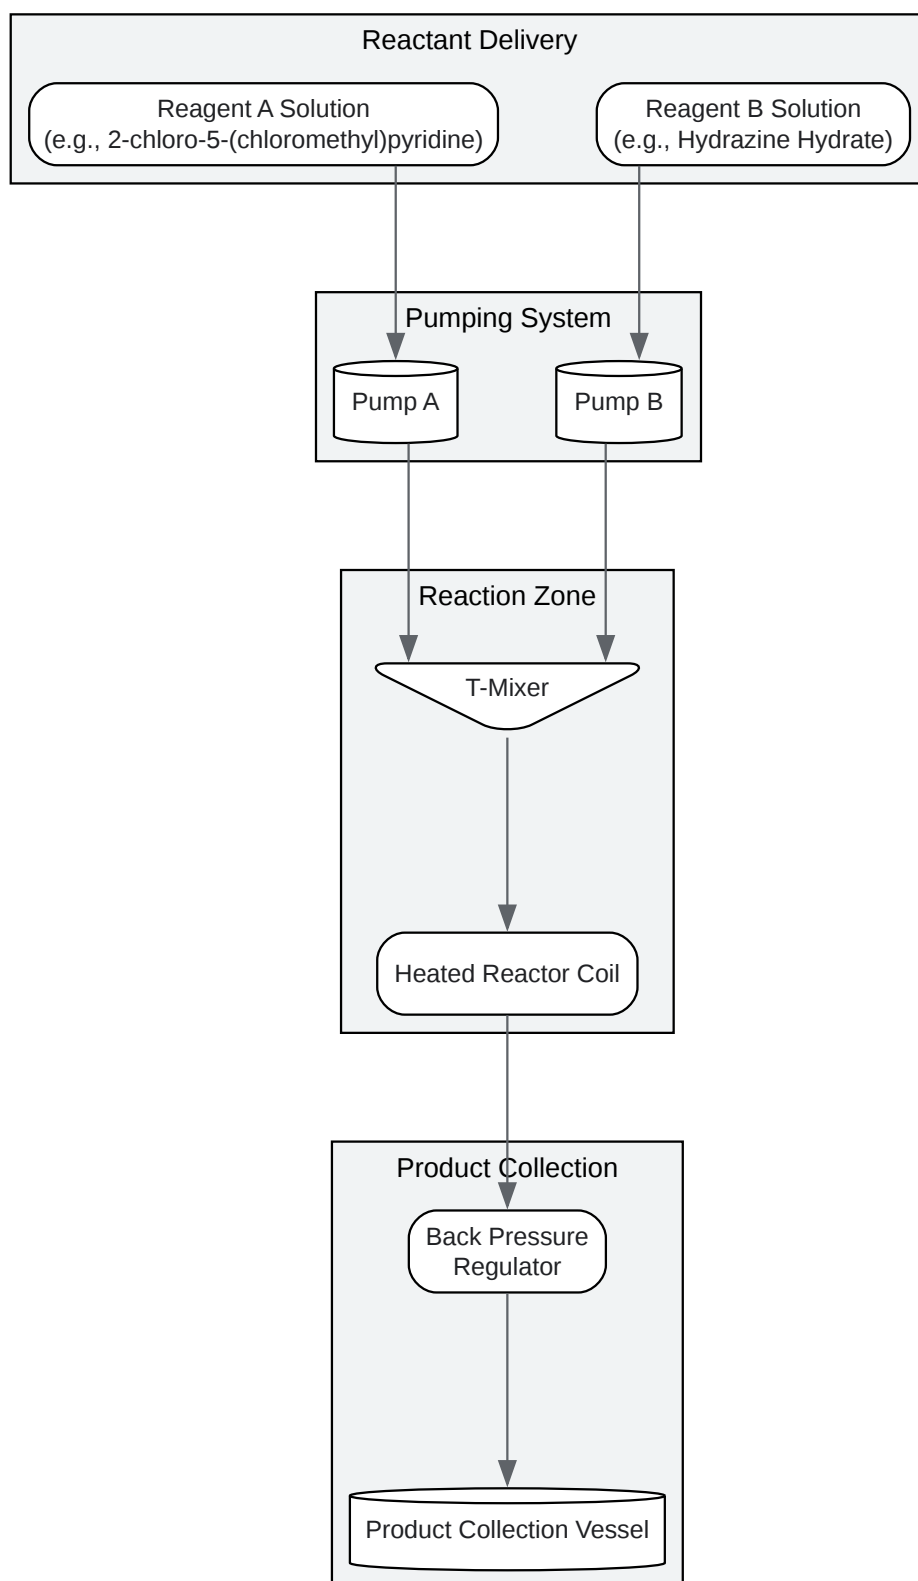 Reactant Delivery
Reagent A Solution
(e.g., 2-chloro-5-(chloromethyl)pyridine)
Reagent B Solution
(e.g., Hydrazine Hydrate)
Pumping System
Pump A
Pump B
Reaction Zone
T-Mixer
Heated Reactor Coil
Product Collection
Back Pressure
Regulator
Product Collection Vessel